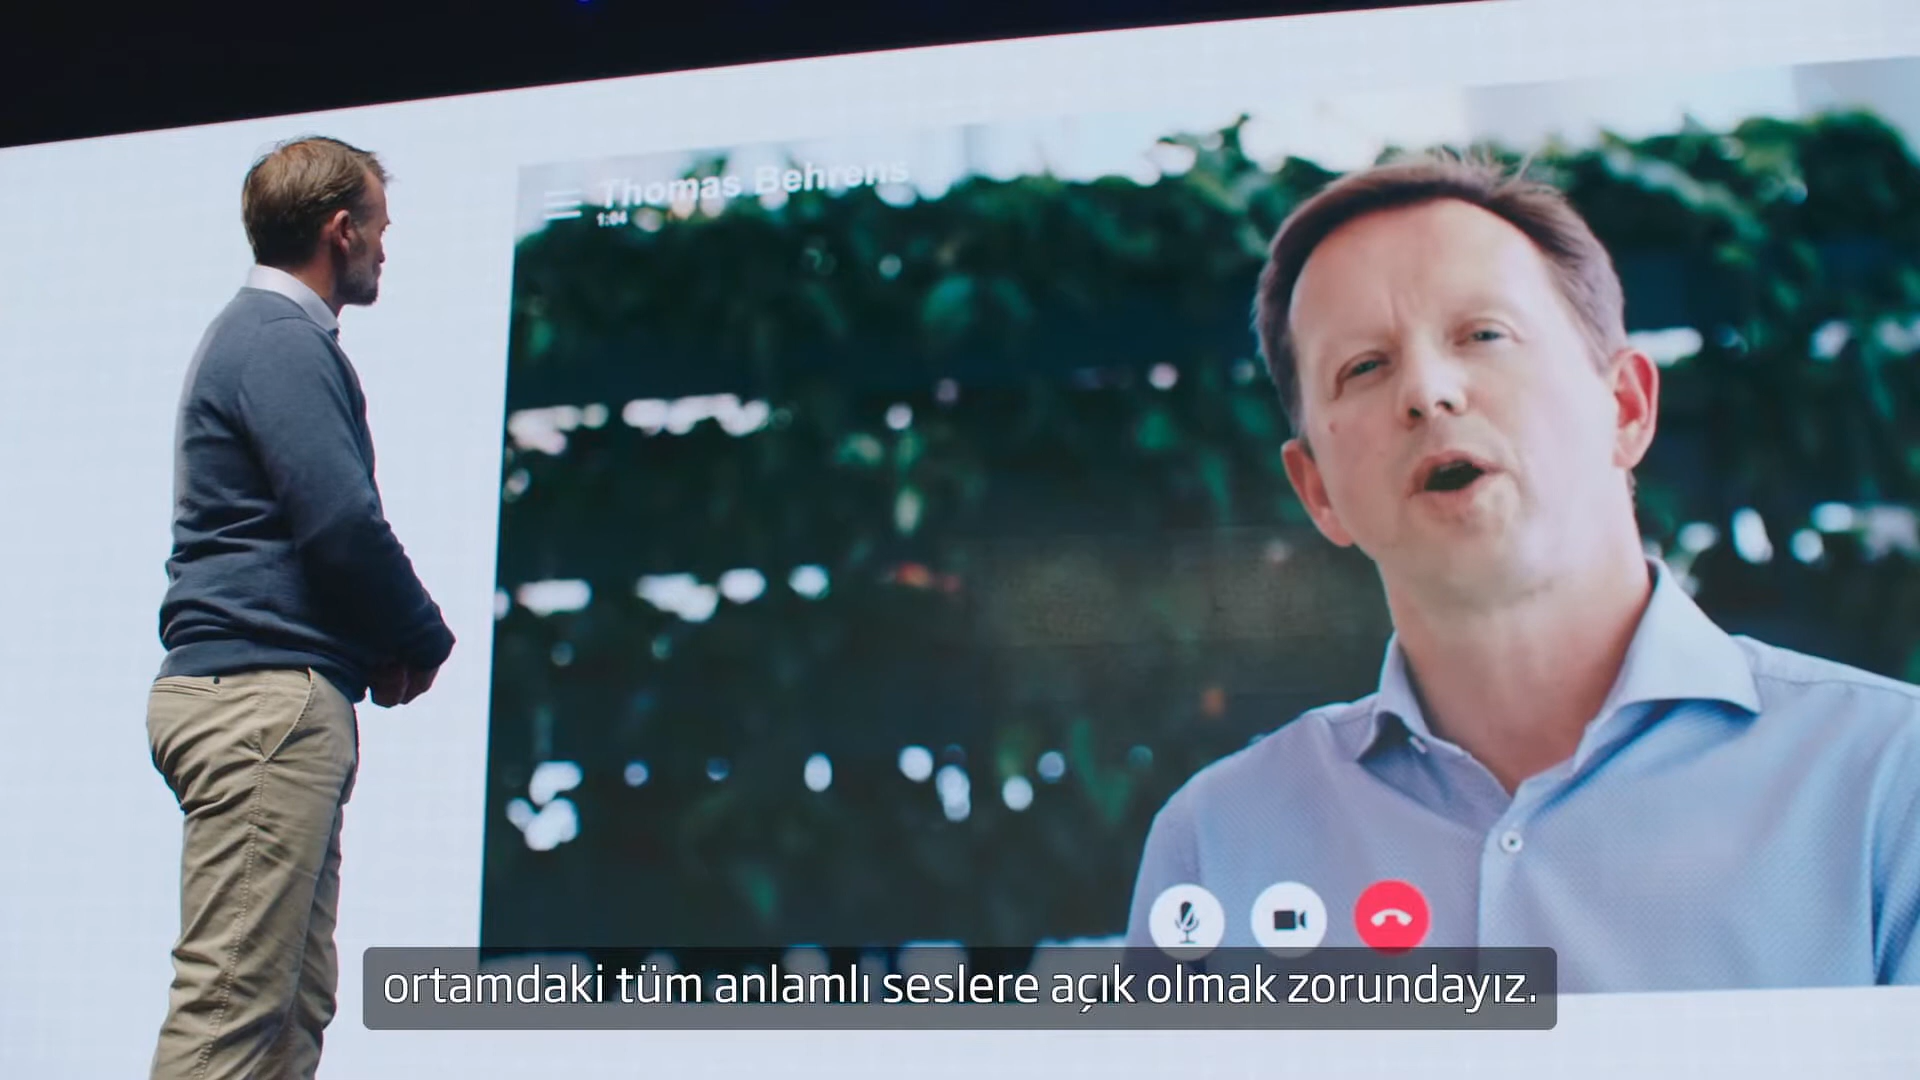 Thomas Behrens
1:04
ortamdaki tüm anlamlı seslere açık olmak zorundayız.